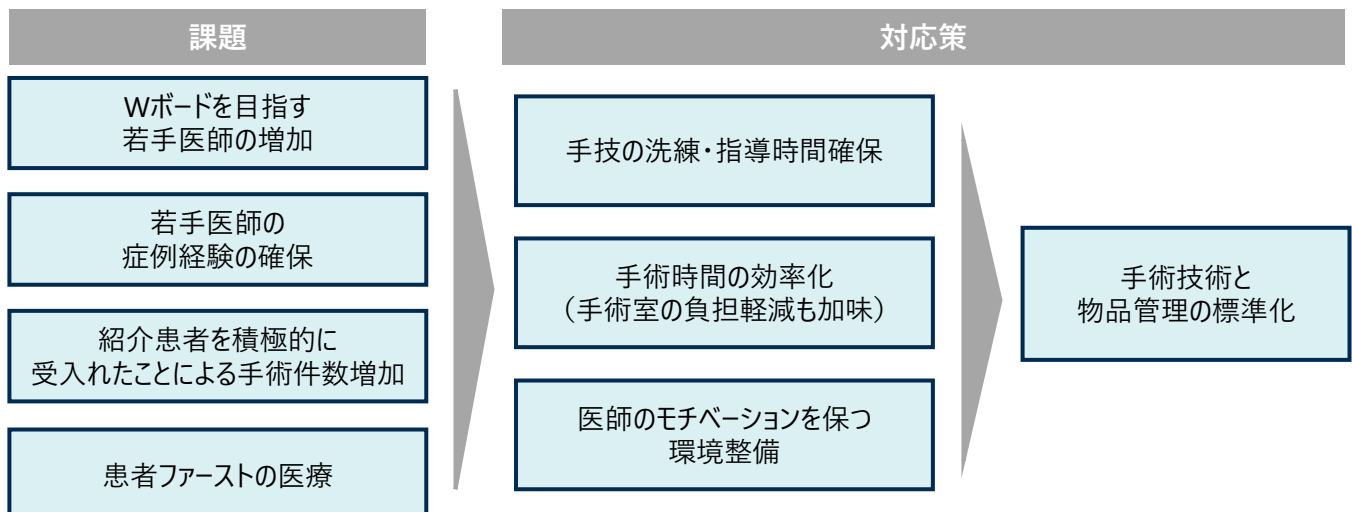 課題
Wボードを目指す
若手医師の増加
若手医師の
症例経験の確保
紹介患者を積極的に
受入れたことによる手術件数増加
患者ファーストの医療
対応策
手技の洗練・指導時間確保
手術時間の効率化
（手術室の負担軽減も加味）
医師のモチベーションを保つ
環境整備
手術技術と
物品管理の標準化